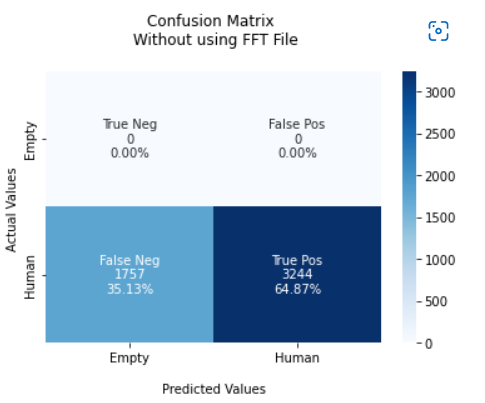 Confusion Matrix
Without using FFT File
True Neg
0
0.00%
False Pos
0
0.00%
False Neg
1757
35.13%
True Pos
3244
64.87%
Actual Values
Empty
Human
Empty
Human
Predicted Values
3000
2500
2000
1500
1000
500
0